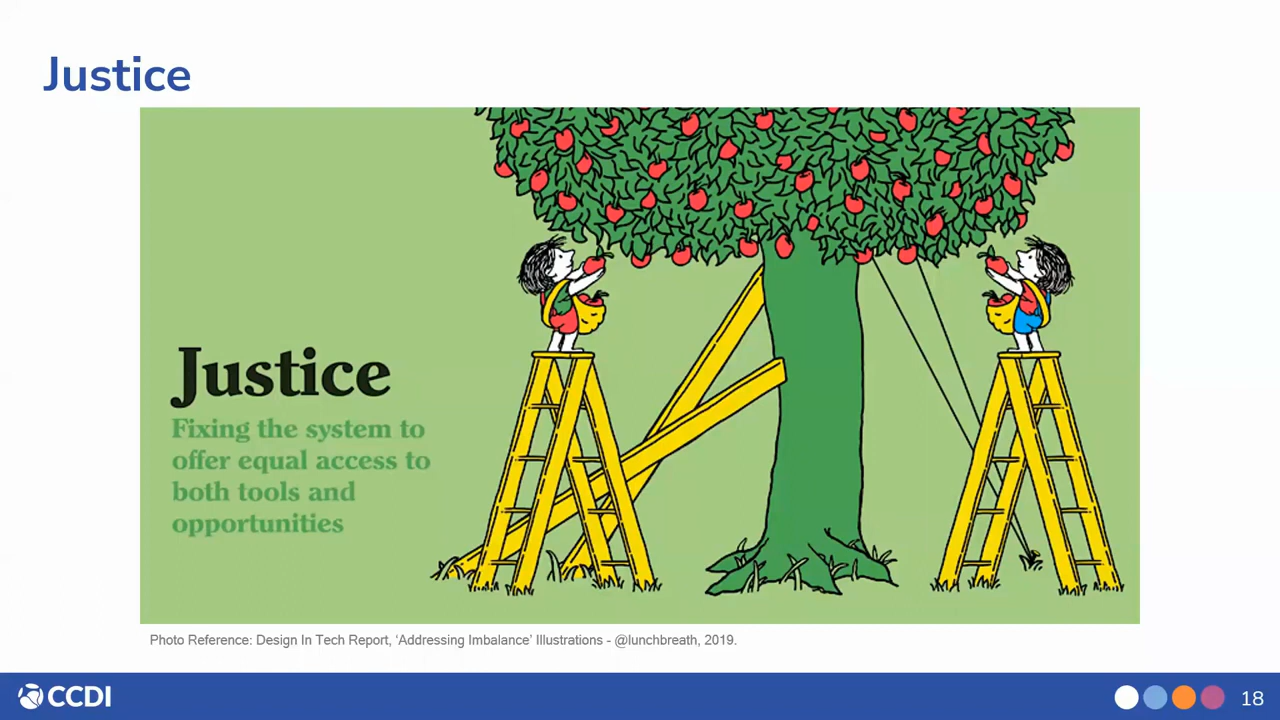 Justice
Justice
Fixing the system to
offer equal access to
both tools and
opportunities
Photo Reference: Design In Tech Report, ‘Addressing Imbalance’ Illustrations - @lunchbreath, 2019.
CCDI
18